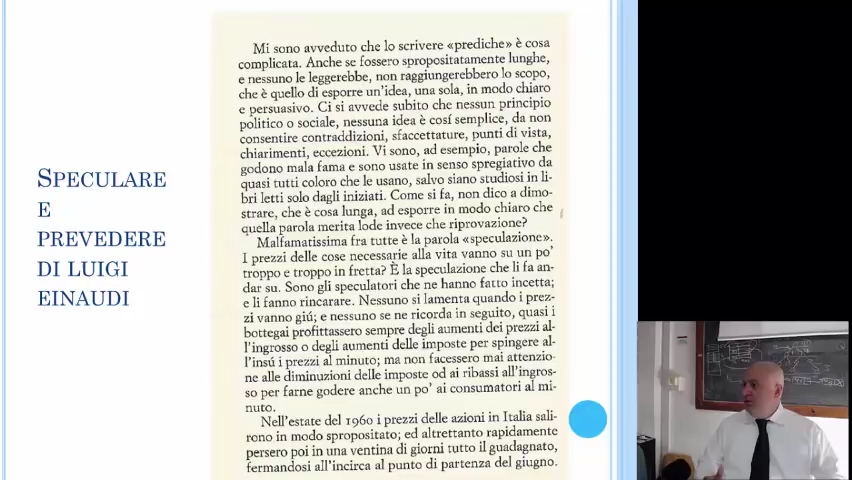 SPECULARE
E
PREVEDERE
DI LUIGI
EINAUDI
Mi sono avveduto che lo scrivere «prediche» è cosa
complicata. Anche se fossero spropositatamente lunghe,
e nessuno le leggerebbe, non raggiungerebbero lo scopo,
che è quello di esporre un'idea, una sola, in modo chiaro
e persuasivo. Ci si avvede subito che nessun principio
politico o sociale, nessuna idea è cosí semplice, da non
consentire contraddizioni, sfaccettature, punti di vista,
chiarimenti, eccezioni. Vi sono, ad esempio, parole che
godono mala fama e sono usate in senso spregiativo da
quasi tutti coloro che le usano, salvo siano studiosi in li-
bri letti solo dagli iniziati. Come si fa, non dico a dimo-
strare, che è cosa lunga, ad esporre in modo chiaro che
quella parola merita lode invece che riprovazione?
Malfamatissima fra tutte è la parola «speculazione».
I prezzi delle cose necessarie alla vita vanno su un po'
troppo e troppo in fretta? È la speculazione che li fa an-
dar su. Sono gli speculatori che ne hanno fatto incetta;
e li fanno rincarare. Nessuno si lamenta quando i prez-
zi vanno giú; e nessuno se ne ricorda in seguito, quasi i
bottegai profittassero sempre degli aumenti dei prezzi al-
l'ingrosso o degli aumenti delle imposte per spingere al-
l'insú i prezzi al minuto; ma non facessero mai attenzio-
ne alle diminuzioni delle imposte od ai ribassi all'ingros-
so per farne godere anche un po' ai consumatori al mi-
nuto.
Nell'estate del 1960 i prezzi delle azioni in Italia sali-
rono in modo spropositato; ed altrettanto rapidamente
persero poi in una ventina di giorni tutto il guadagnato,
fermandosi all'incirca al punto di partenza del giugno.